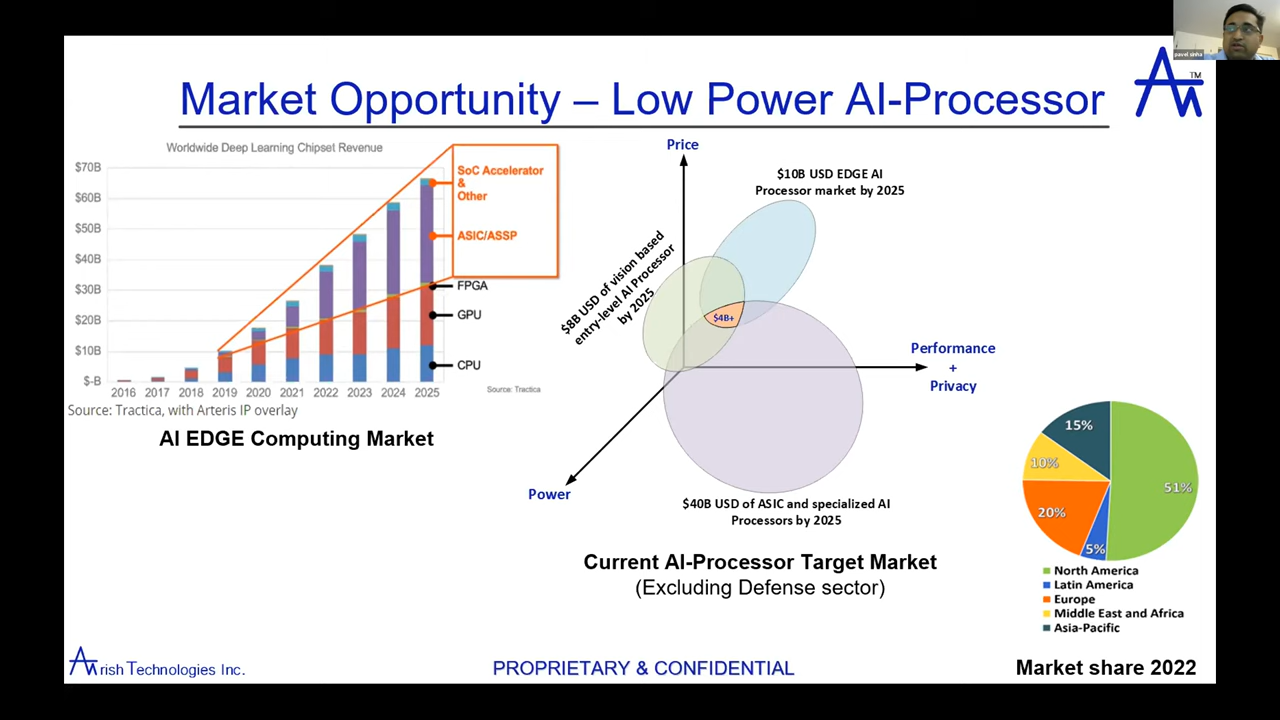 pavel sinha
Market Opportunity – Low Power AI-Processor
TM
Worldwide Deep Learning Chipset Revenue
$70B
$60B
$50B
$40B
$30B
$20B
$10B
$-B
2016 2017 2018 2019 2020 2021 2022 2023 2024 2025
SoC Accelerator
&
Other
ASIC/ASSP
FPGA
GPU
CPU
Source: Tractica
Source: Tractica, with Arteris IP overlay
AI EDGE Computing Market
Price
$10B USD EDGE AI
Processor market by 2025
$8B USD of vision based
entry-level AI Processor
by 2025
$4B+
Performance
+
Privacy
Power
$40B USD of ASIC and specialized AI
Processors by 2025
Current AI-Processor Target Market
(Excluding Defense sector)
15%
10%
51%
20%
5%
North America
Latin America
Europe
Middle East and Africa
Asia-Pacific
Market share 2022
rish Technologies Inc.
PROPRIETARY & CONFIDENTIAL